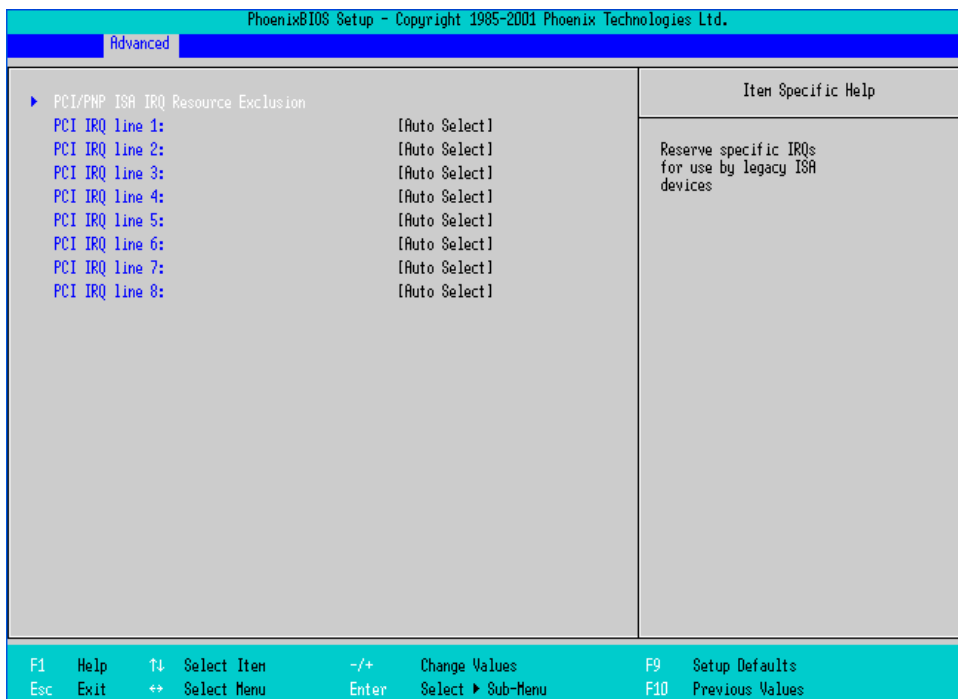 PhoenixBIOS Setup - Copyright 1985-2001 Phoenix Technologies Ltd.
Advanced
PCI/PNP ISA IRQ Resource Exclusion
PCI IRQ line 1: [Auto Select]
PCI IRQ line 2: [Auto Select]
PCI IRQ line 3: [Auto Select]
PCI IRQ line 4: [Auto Select]
PCI IRQ line 5: [Auto Select]
PCI IRQ line 6: [Auto Select]
PCI IRQ line 7: [Auto Select]
PCI IRQ line 8: [Auto Select]
Item Specific Help
Reserve specific IRQs
for use by legacy ISA
devices
F1 Help ↑↓ Select Item -/+ Change Values F9 Setup Defaults
Esc Exit ↔ Select Menu Enter Select ▶ Sub-Menu F10 Previous Values